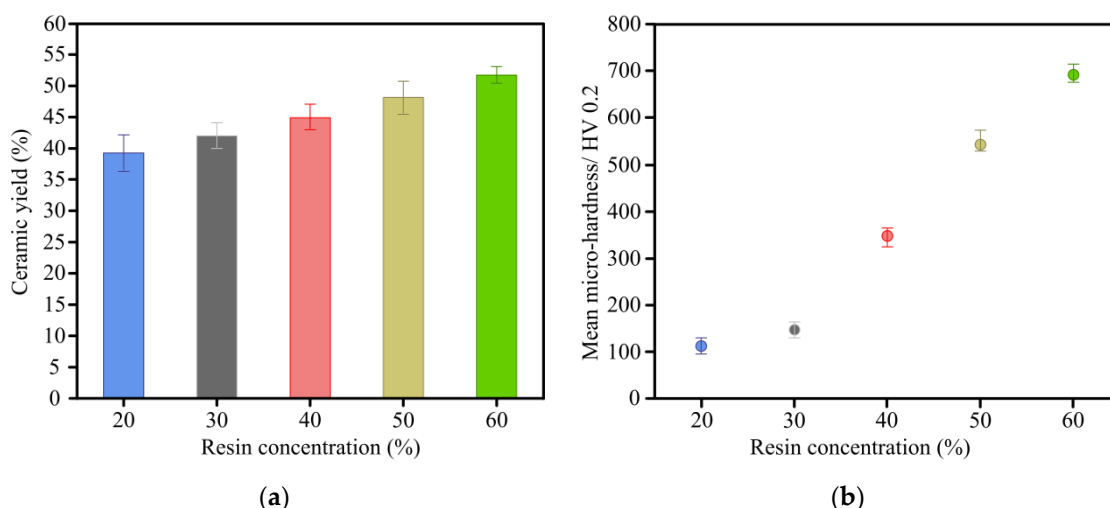 60
55
50
45
40
35
30
25
20
15
10
5
0
Ceramic yield (%)
20 30 40 50 60
Resin concentration (%)
(a)
800
700
600
500
400
300
200
100
0
Mean micro-hardness/ HV 0.2
20 30 40 50 60
Resin concentration (%)
(b)